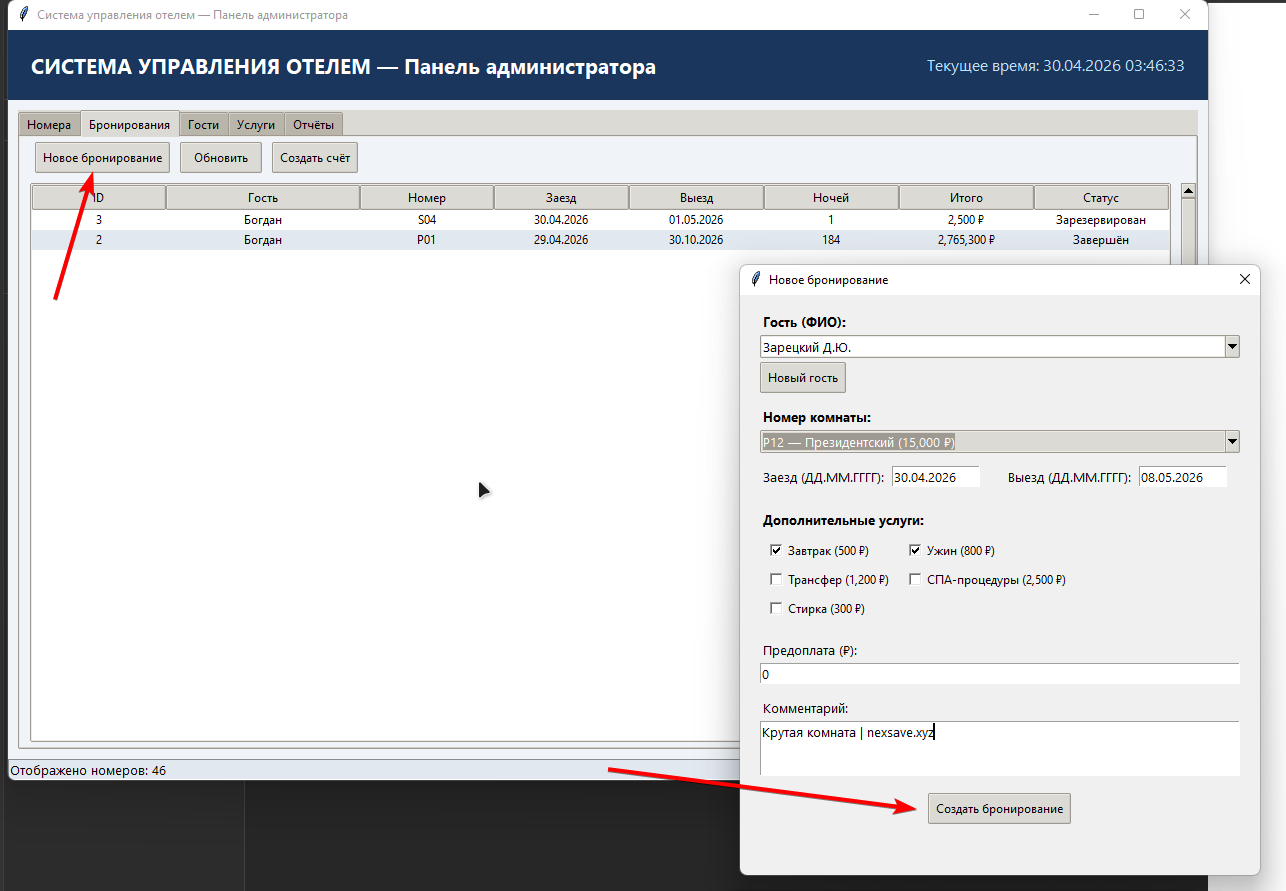 Система управления отелем — Панель администратора
СИСТЕМА УПРАВЛЕНИЯ ОТЕЛЕМ — Панель администратора
Текущее время: 30.04.2026 03:46:33
Номера Бронирования Гости Услуги Отчёты
Новое бронирование Обновить Создать счёт
ID Гость Номер Заезд Выезд Ночей Итого Статус
3 Богдан S04 30.04.2026 01.05.2026 1 2,500 ₽ Зарезервирован
2 Богдан P01 29.04.2026 30.10.2026 184 2,765,300 ₽ Завершён
Отображено номеров: 46
Новое бронирование
Гость (ФИО):
Зарецкий Д.Ю.
Новый гость
Номер комнаты:
P12 — Президентский (15,000 ₽)
Заезд (ДД.ММ.ГГГГ): 30.04.2026 Выезд (ДД.ММ.ГГГГ): 08.05.2026
Дополнительные услуги:
Завтрак (500 ₽) Ужин (800 ₽)
Трансфер (1,200 ₽) СПА-процедуры (2,500 ₽)
Стирка (300 ₽)
Предоплата (₽):
0
Комментарий:
Крутая комната | nexsave.xyz
Создать бронирование